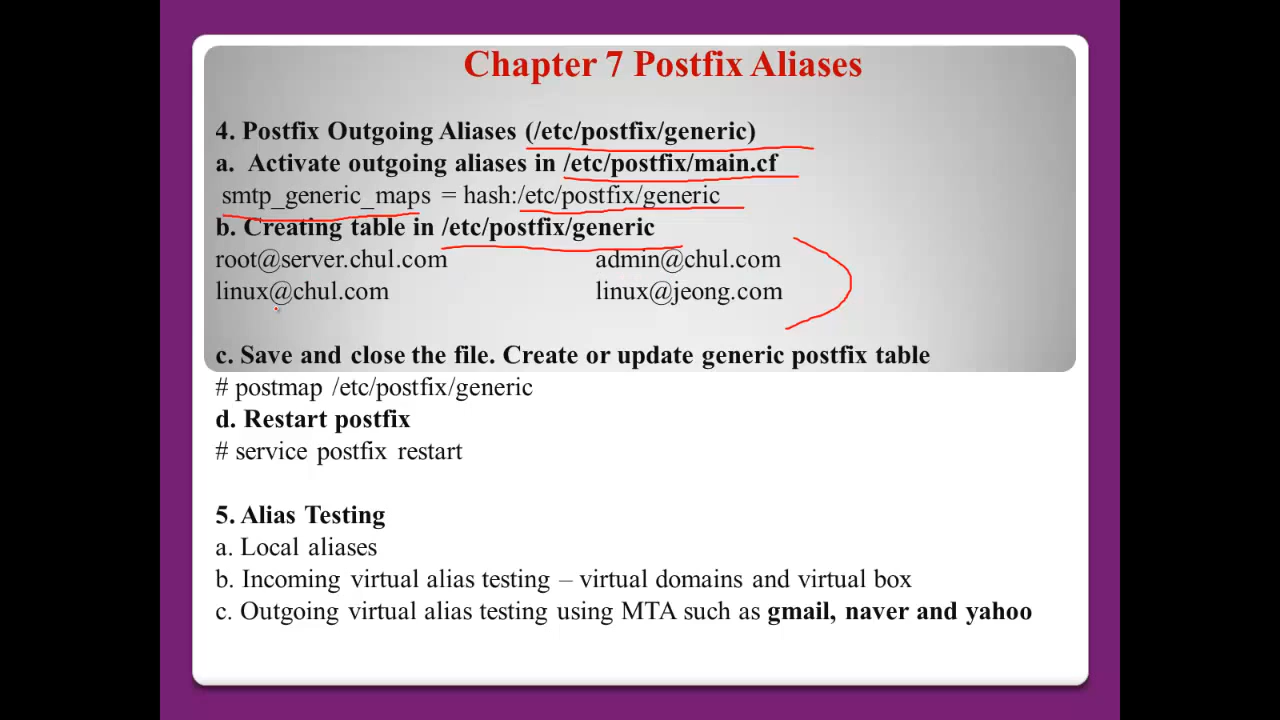 Chapter 7 Postfix Aliases
4. Postfix Outgoing Aliases (/etc/postfix/generic)
a. Activate outgoing aliases in /etc/postfix/main.cf
smtp_generic_maps = hash:/etc/postfix/generic
b. Creating table in /etc/postfix/generic
root@server.chul.com admin@chul.com
linux@chul.com linux@jeong.com
c. Save and close the file. Create or update generic postfix table
# postmap /etc/postfix/generic
d. Restart postfix
# service postfix restart
5. Alias Testing
a. Local aliases
b. Incoming virtual alias testing – virtual domains and virtual box
c. Outgoing virtual alias testing using MTA such as gmail, naver and yahoo